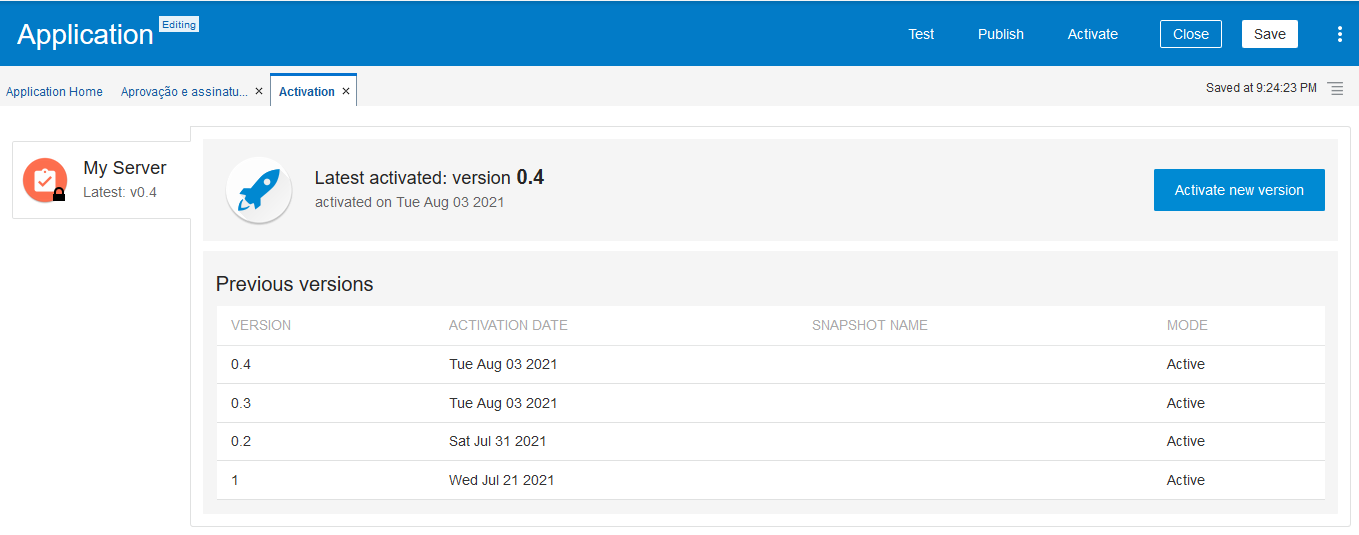 Application Editing Test Publish Activate Close Save
Application Home Aprovação e assinatu... × Activation × Saved at 9:24:23 PM
My Server
Latest: v0.4
Latest activated: version 0.4
activated on Tue Aug 03 2021
Activate new version
Previous versions
VERSION ACTIVATION DATE SNAPSHOT NAME MODE
0.4 Tue Aug 03 2021 Active
0.3 Tue Aug 03 2021 Active
0.2 Sat Jul 31 2021 Active
1 Wed Jul 21 2021 Active